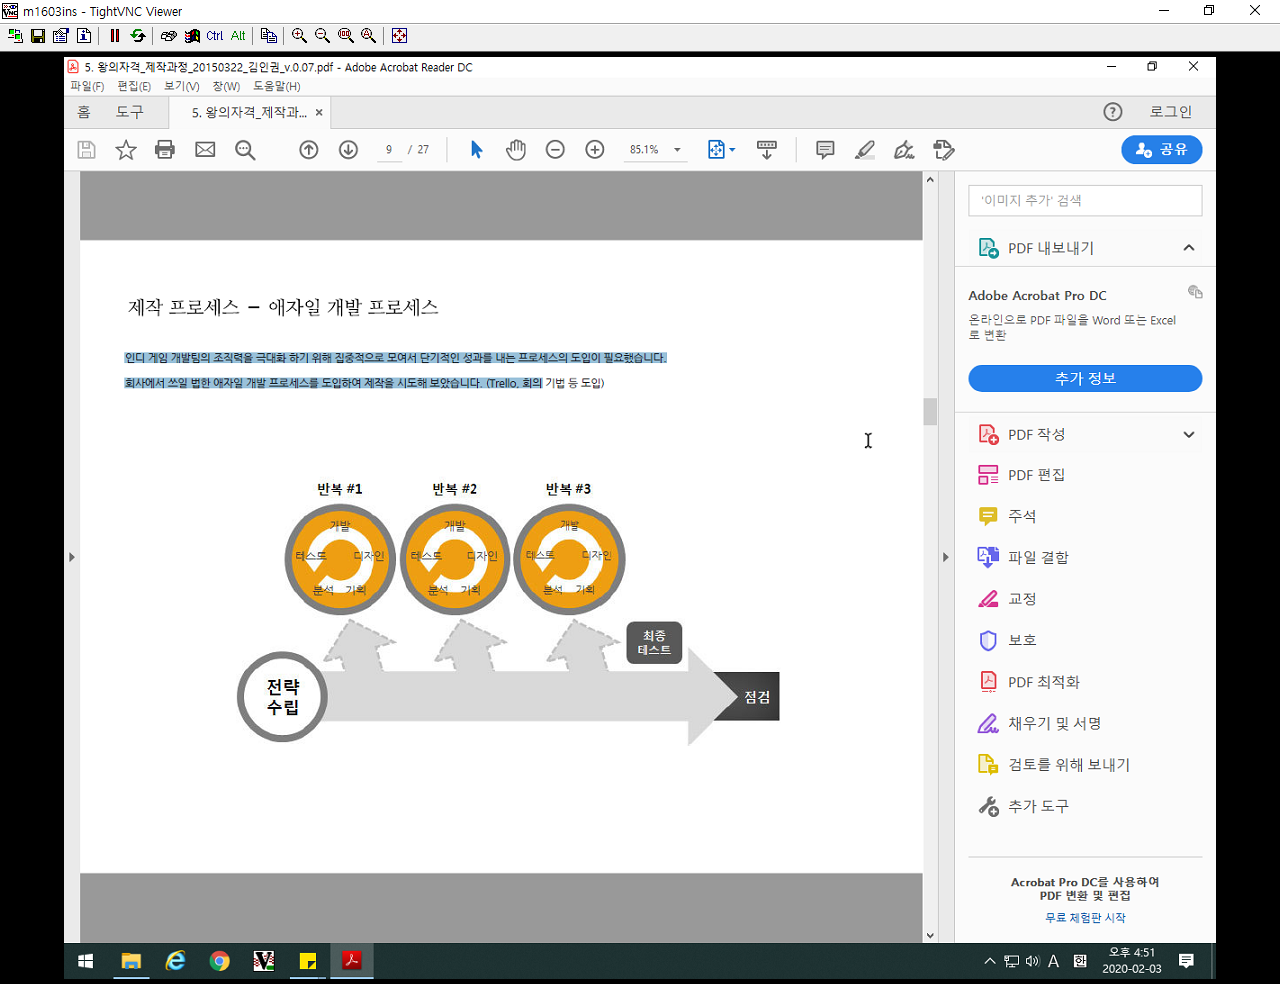 m1603ins - TightVNC Viewer
Ctrl Alt
5. 왕의자격_제작과정_20150322_김인권_v.0.07.pdf - Adobe Acrobat Reader DC
파일(F) 편집(E) 보기(V) 창(W) 도움말(H)
홈 도구 5. 왕의자격_제작과... × 로그인
9 / 27 85.1% 공유
제작 프로세스 – 애자일 개발 프로세스
인디 게임 개발팀의 조직력을 극대화 하기 위해 집중적으로 모여서 단기적인 성과를 내는 프로세스의 도입이 필요했습니다.
회사에서 쓰일 법한 애자일 개발 프로세스를 도입하여 제작을 시도해 보았습니다. (Trello, 회의 기법 등 도입)
반복 #1 반복 #2 반복 #3
개발 개발 개발
테스트 디자인 테스트 디자인 테스트 디자인
분석 기획 분석 기획 분석 기획
최종
테스트
전략
수립
점검
'이미지 추가' 검색
PDF 내보내기
Adobe Acrobat Pro DC
온라인으로 PDF 파일을 Word 또는 Excel
로 변환
추가 정보
PDF 작성
PDF 편집
주석
파일 결합
교정
보호
PDF 최적화
채우기 및 서명
검토를 위해 보내기
추가 도구
Acrobat Pro DC를 사용하여
PDF 변환 및 편집
무료 체험판 시작
A 한 오후 4:51
2020-02-03